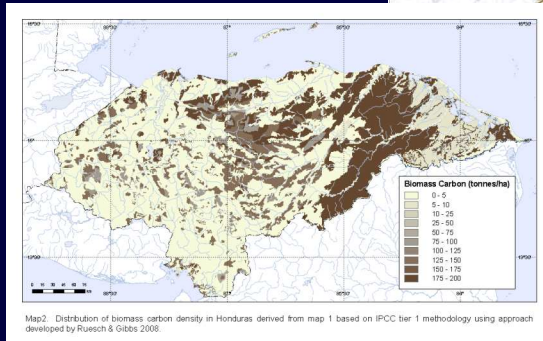 Biomass Carbon (tonnes/ha)
0 - 5
5 - 10
10 - 25
25 - 50
50 - 75
75 - 100
100 - 125
125 - 150
150 - 175
175 - 200
Map2. Distribution of biomass carbon density in Honduras derived from map 1 based on IPCC tier 1 methodology using approach
developed by Ruesch & Gibbs 2008.